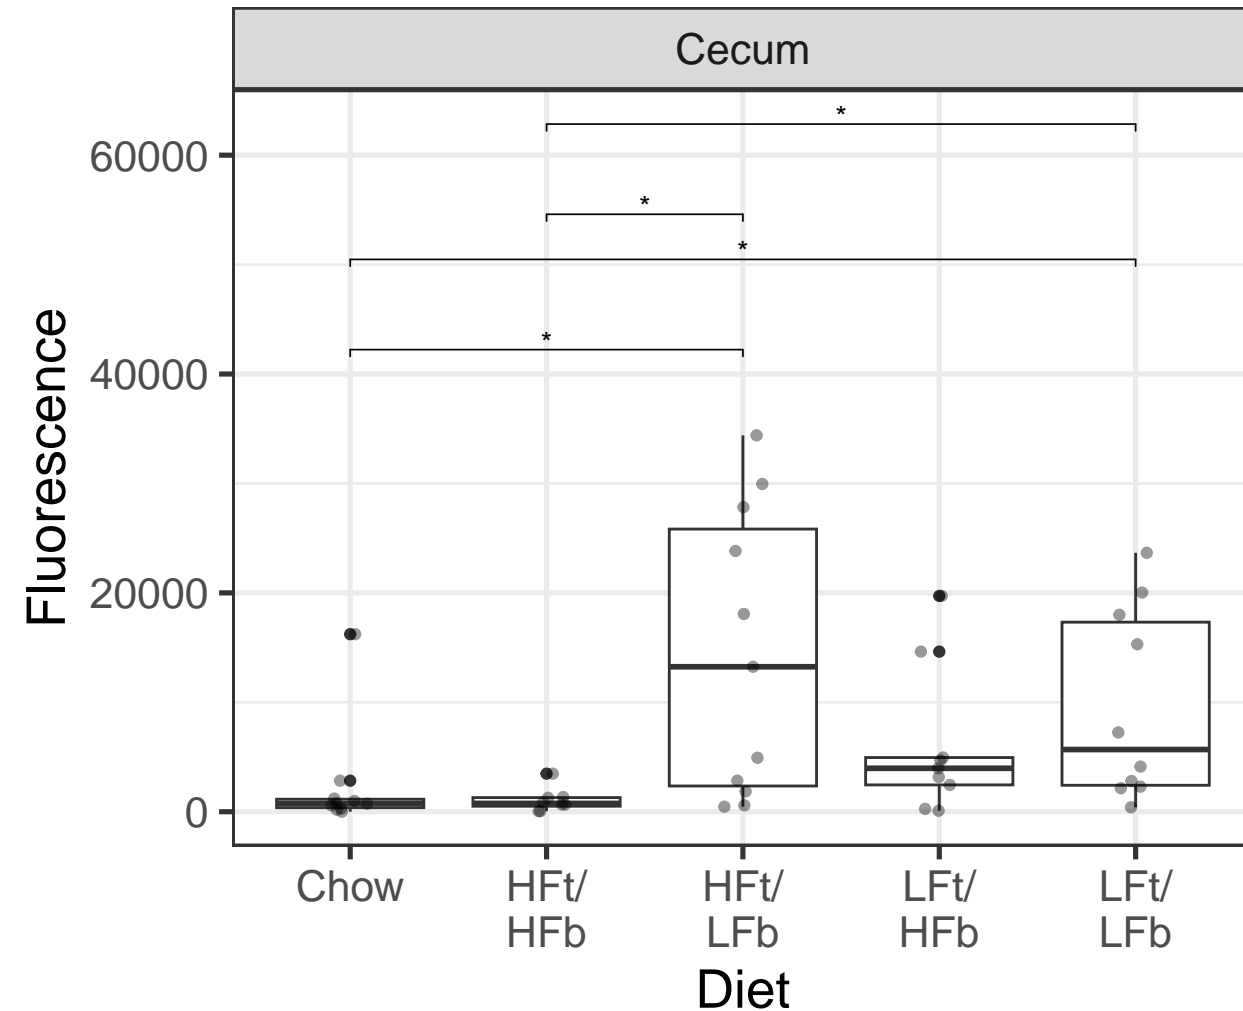 Cecum
*
60000
*
*
*
40000
20000
0
Fluorescence
Chow
HFt/
HFb
HFt/
LFb
LFt/
HFb
LFt/
LFb
Diet